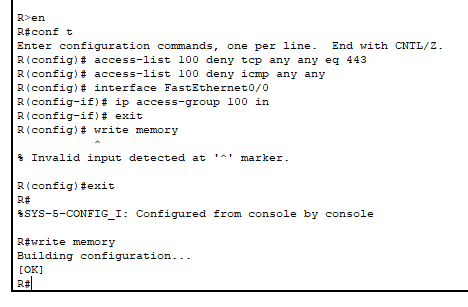 R>en
R#conf t
Enter configuration commands, one per line.  End with CNTL/Z.
R(config)# access-list 100 deny tcp any any eq 443
R(config)# access-list 100 deny icmp any any
R(config)# interface FastEthernet0/0
R(config-if)# ip access-group 100 in
R(config-if)# exit
R(config)# write memory
^
% Invalid input detected at '^' marker.
R(config)#exit
R#
%SYS-5-CONFIG_I: Configured from console by console
R#write memory
Building configuration...
[OK]
R#